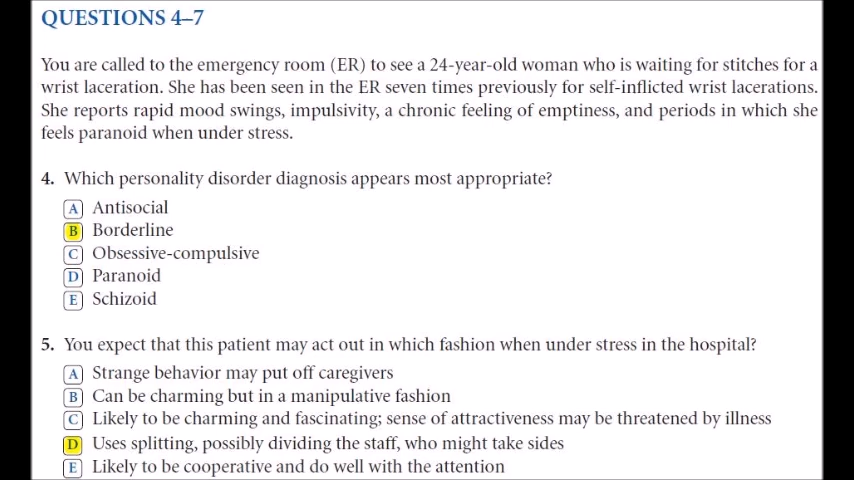 QUESTIONS 4–7
You are called to the emergency room (ER) to see a 24-year-old woman who is waiting for stitches for a
wrist laceration. She has been seen in the ER seven times previously for self-inflicted wrist lacerations.
She reports rapid mood swings, impulsivity, a chronic feeling of emptiness, and periods in which she
feels paranoid when under stress.
4. Which personality disorder diagnosis appears most appropriate?
A Antisocial
B Borderline
C Obsessive-compulsive
D Paranoid
E Schizoid
5. You expect that this patient may act out in which fashion when under stress in the hospital?
A Strange behavior may put off caregivers
B Can be charming but in a manipulative fashion
C Likely to be charming and fascinating; sense of attractiveness may be threatened by illness
D Uses splitting, possibly dividing the staff, who might take sides
E Likely to be cooperative and do well with the attention